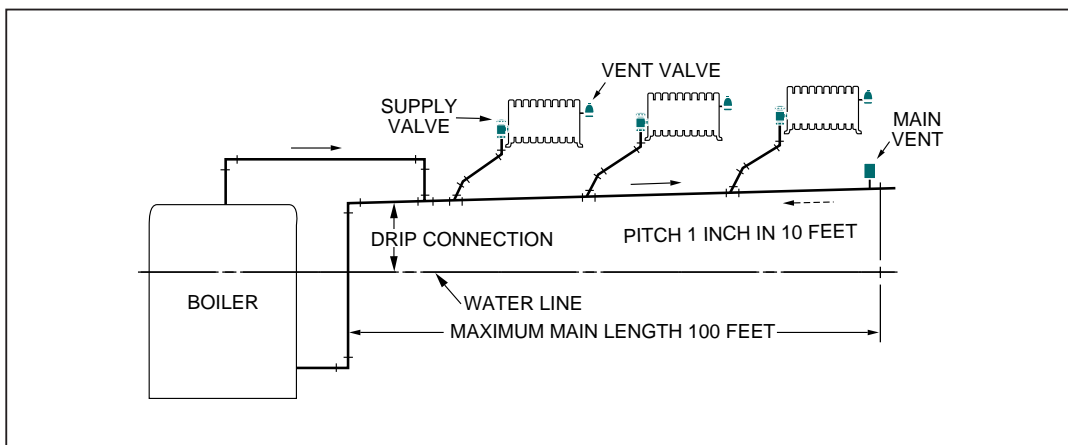 VENT VALVE
SUPPLY
VALVE
MAIN
VENT
DRIP CONNECTION
PITCH 1 INCH IN 10 FEET
BOILER
WATER LINE
MAXIMUM MAIN LENGTH 100 FEET